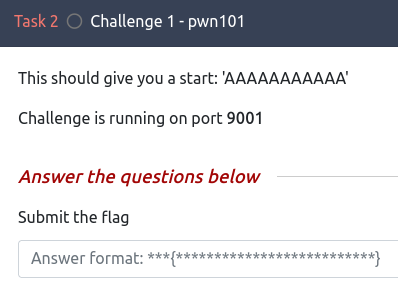 Task 2 Challenge 1 - pwn101
This should give you a start: 'AAAAAAAAAAA'
Challenge is running on port 9001
Answer the questions below
Submit the flag
Answer format: ***{**************************}